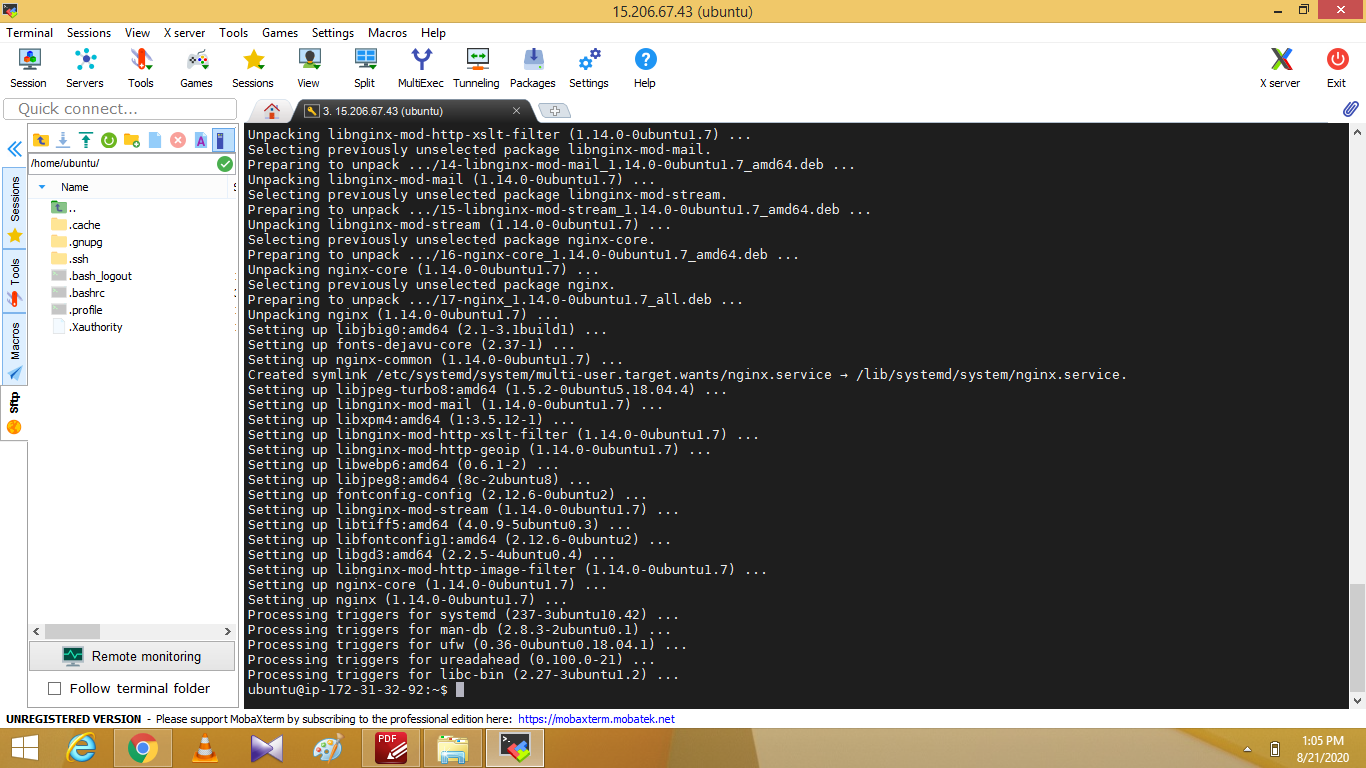 15.206.67.43 (ubuntu)
Terminal Sessions View X server Tools Games Settings Macros Help
Session Servers Tools Games Sessions View Split MultiExec Tunneling Packages Settings Help X server Exit
Quick connect...
3. 15.206.67.43 (ubuntu)
/home/ubuntu/
Name
..
.cache
.gnupg
.ssh
.bash_logout
.bashrc
.profile
.Xauthority
Sessions
Tools
Macros
Sftp
Remote monitoring
Follow terminal folder
Unpacking libnginx-mod-http-xslt-filter (1.14.0-0ubuntu1.7) ...
Selecting previously unselected package libnginx-mod-mail.
Preparing to unpack .../14-libnginx-mod-mail_1.14.0-0ubuntu1.7_amd64.deb ...
Unpacking libnginx-mod-mail (1.14.0-0ubuntu1.7) ...
Selecting previously unselected package libnginx-mod-stream.
Preparing to unpack .../15-libnginx-mod-stream_1.14.0-0ubuntu1.7_amd64.deb ...
Unpacking libnginx-mod-stream (1.14.0-0ubuntu1.7) ...
Selecting previously unselected package nginx-core.
Preparing to unpack .../16-nginx-core_1.14.0-0ubuntu1.7_amd64.deb ...
Unpacking nginx-core (1.14.0-0ubuntu1.7) ...
Selecting previously unselected package nginx.
Preparing to unpack .../17-nginx_1.14.0-0ubuntu1.7_all.deb ...
Unpacking nginx (1.14.0-0ubuntu1.7) ...
Setting up libjbig0:amd64 (2.1-3.1build1) ...
Setting up fonts-dejavu-core (2.37-1) ...
Setting up nginx-common (1.14.0-0ubuntu1.7) ...
Created symlink /etc/systemd/system/multi-user.target.wants/nginx.service → /lib/systemd/system/nginx.service.
Setting up libjpeg-turbo8:amd64 (1.5.2-0ubuntu5.18.04.4) ...
Setting up libnginx-mod-mail (1.14.0-0ubuntu1.7) ...
Setting up libxpm4:amd64 (1:3.5.12-1) ...
Setting up libnginx-mod-http-xslt-filter (1.14.0-0ubuntu1.7) ...
Setting up libnginx-mod-http-geoip (1.14.0-0ubuntu1.7) ...
Setting up libwebp6:amd64 (0.6.1-2) ...
Setting up libjpeg8:amd64 (8c-2ubuntu8) ...
Setting up fontconfig-config (2.12.6-0ubuntu2) ...
Setting up libnginx-mod-stream (1.14.0-0ubuntu1.7) ...
Setting up libtiff5:amd64 (4.0.9-5ubuntu0.3) ...
Setting up libfontconfig1:amd64 (2.12.6-0ubuntu2) ...
Setting up libgd3:amd64 (2.2.5-4ubuntu0.4) ...
Setting up libnginx-mod-http-image-filter (1.14.0-0ubuntu1.7) ...
Setting up nginx-core (1.14.0-0ubuntu1.7) ...
Setting up nginx (1.14.0-0ubuntu1.7) ...
Processing triggers for systemd (237-3ubuntu10.42) ...
Processing triggers for man-db (2.8.3-2ubuntu0.1) ...
Processing triggers for ufw (0.36-0ubuntu0.18.04.1) ...
Processing triggers for ureadahead (0.100.0-21) ...
Processing triggers for libc-bin (2.27-3ubuntu1.2) ...
ubuntu@ip-172-31-32-92:~$
UNREGISTERED VERSION - Please support MobaXterm by subscribing to the professional edition here: https://mobaxterm.mobatek.net
PDF
1:05 PM
8/21/2020